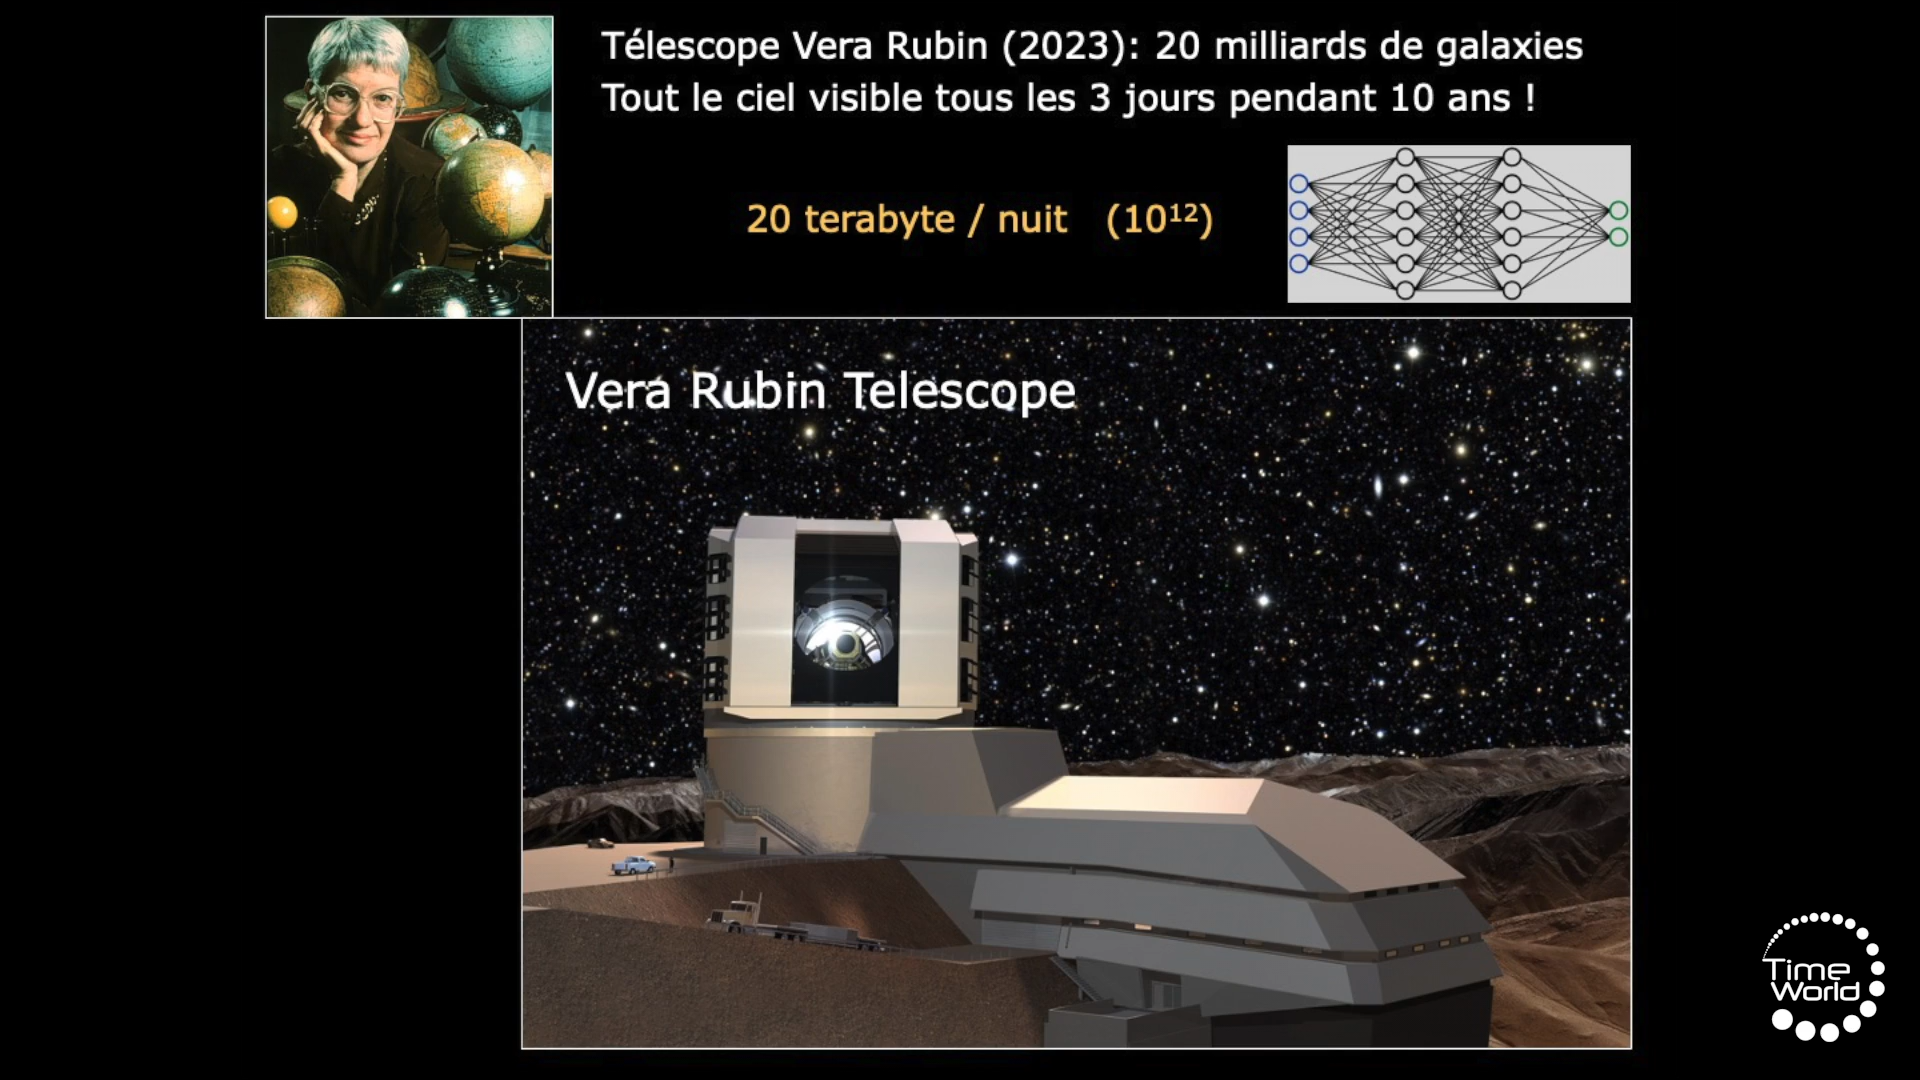 Télescope Vera Rubin (2023): 20 milliards de galaxies
Tout le ciel visible tous les 3 jours pendant 10 ans !
20 terabyte / nuit (10¹²)
Vera Rubin Telescope
Time
World